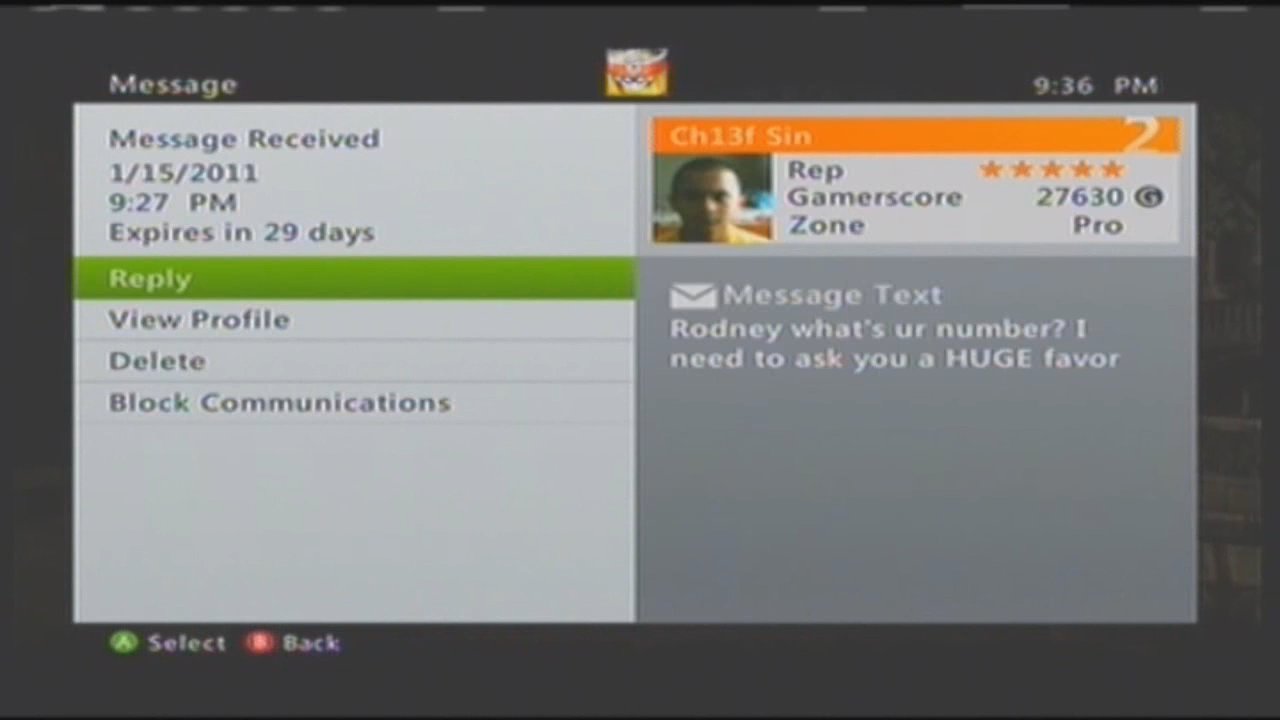 Message
9:36 PM
Message Received
1/15/2011
9:27 PM
Expires in 29 days
Reply
View Profile
Delete
Block Communications
Ch13f Sin 2
Rep
Gamerscore 27630 G
Zone Pro
Message Text
Rodney what's ur number? I
need to ask you a HUGE favor
A Select B Back